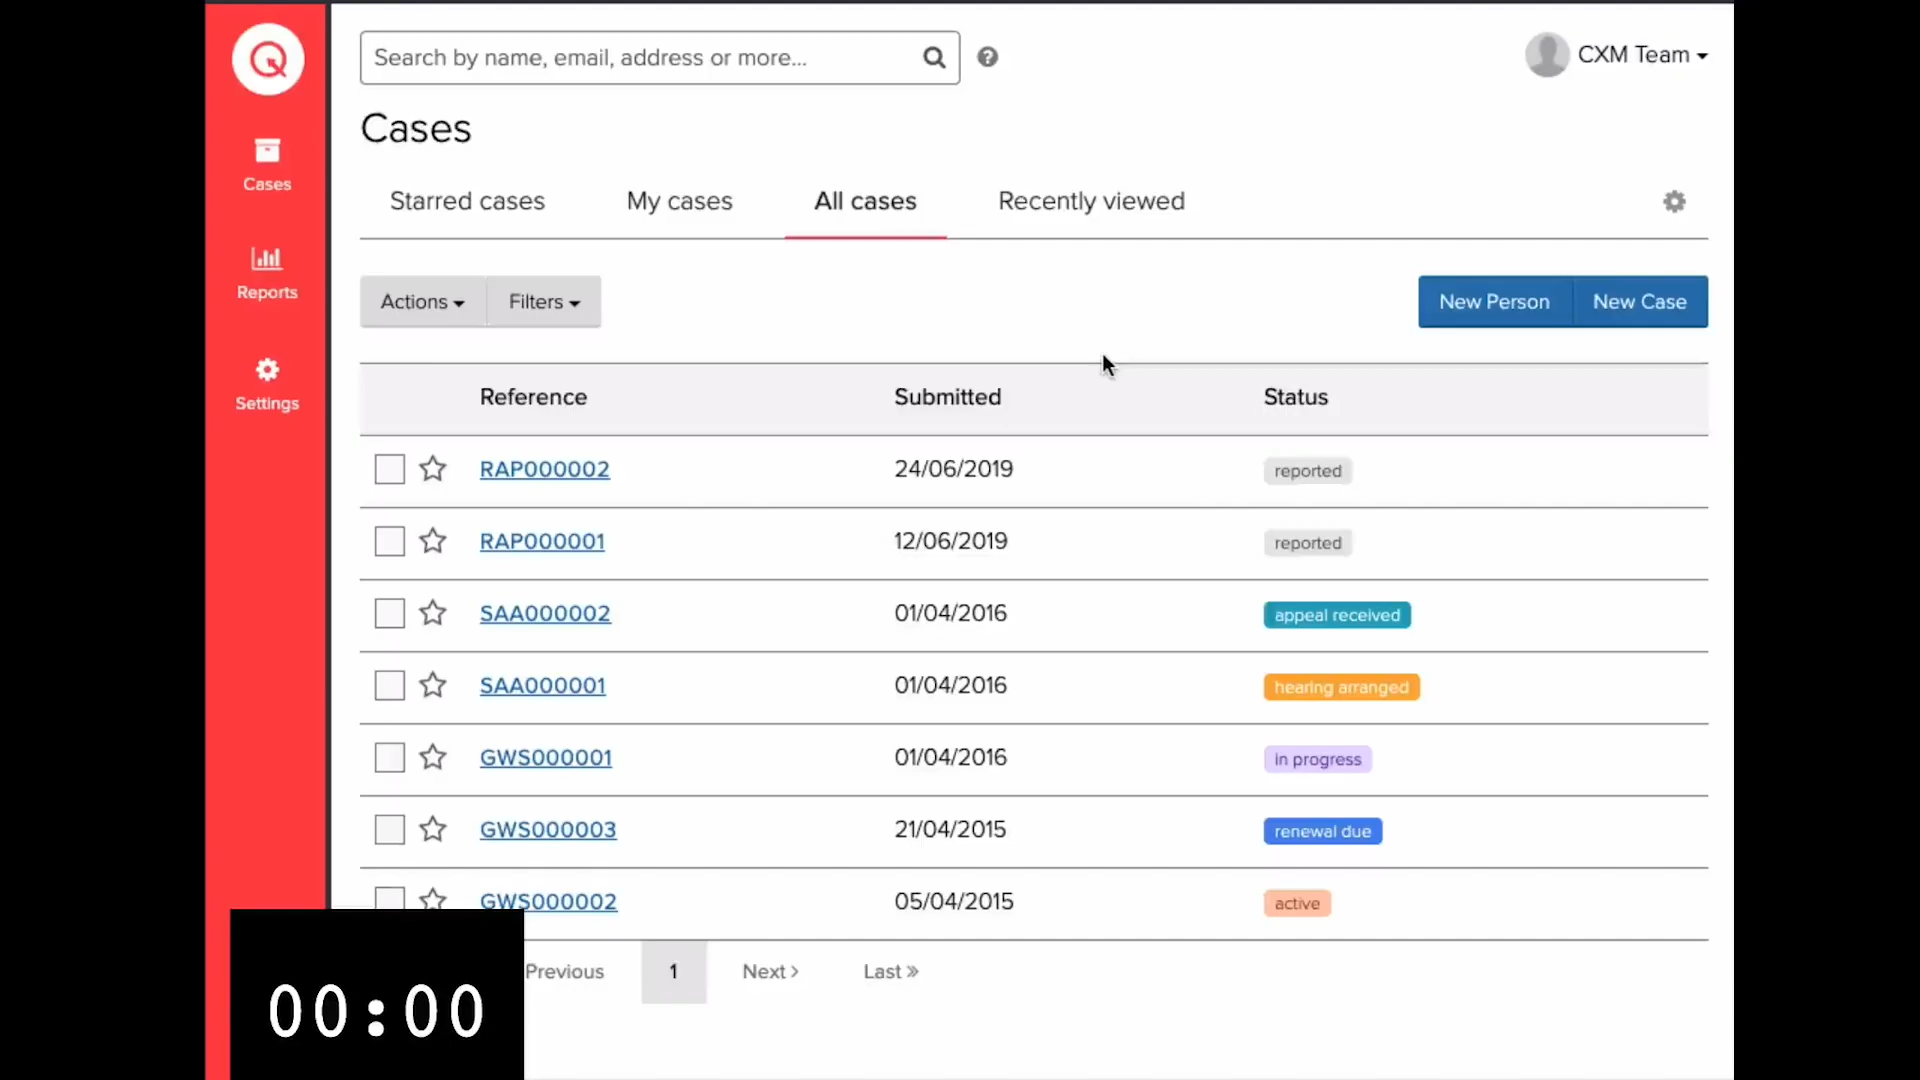 Search by name, email, address or more...
CXM Team
Cases
Cases
Reports
Settings
Starred cases My cases All cases Recently viewed
Actions Filters New Person New Case
Reference Submitted Status
RAP000002 24/06/2019 reported
RAP000001 12/06/2019 reported
SAA000002 01/04/2016 appeal received
SAA000001 01/04/2016 hearing arranged
GWS000001 01/04/2016 in progress
GWS000003 21/04/2015 renewal due
GWS000002 05/04/2015 active
Previous 1 Next › Last »
00:00